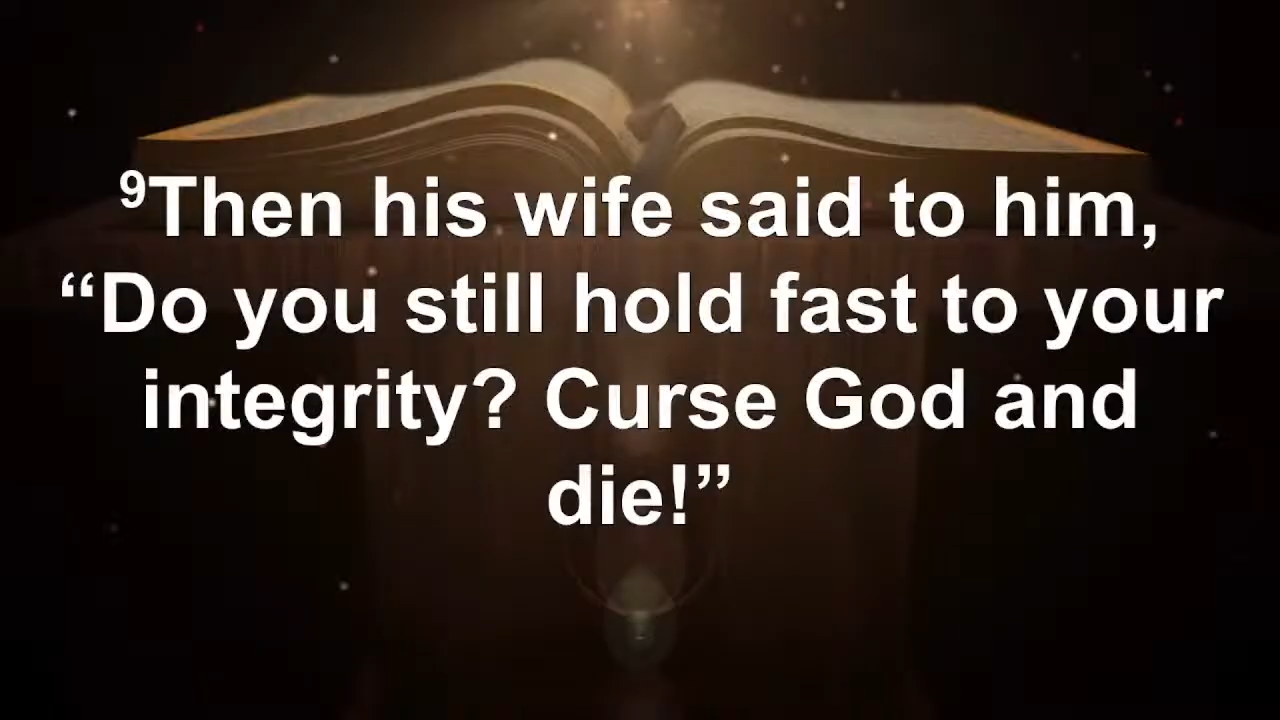 ⁹Then his wife said to him,
“Do you still hold fast to your
integrity? Curse God and
die!”